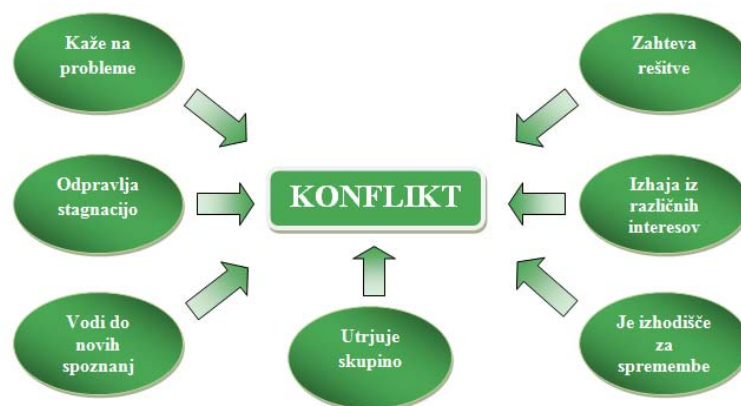 Kaže na
probleme
Zahteva
rešitve
Odpravlja
stagnacijo
KONFLIKT
Izhaja iz
različnih
interesov
Vodi do
novih
spoznanj
Utrjuje
skupino
Je izhodišče
za
spremembe